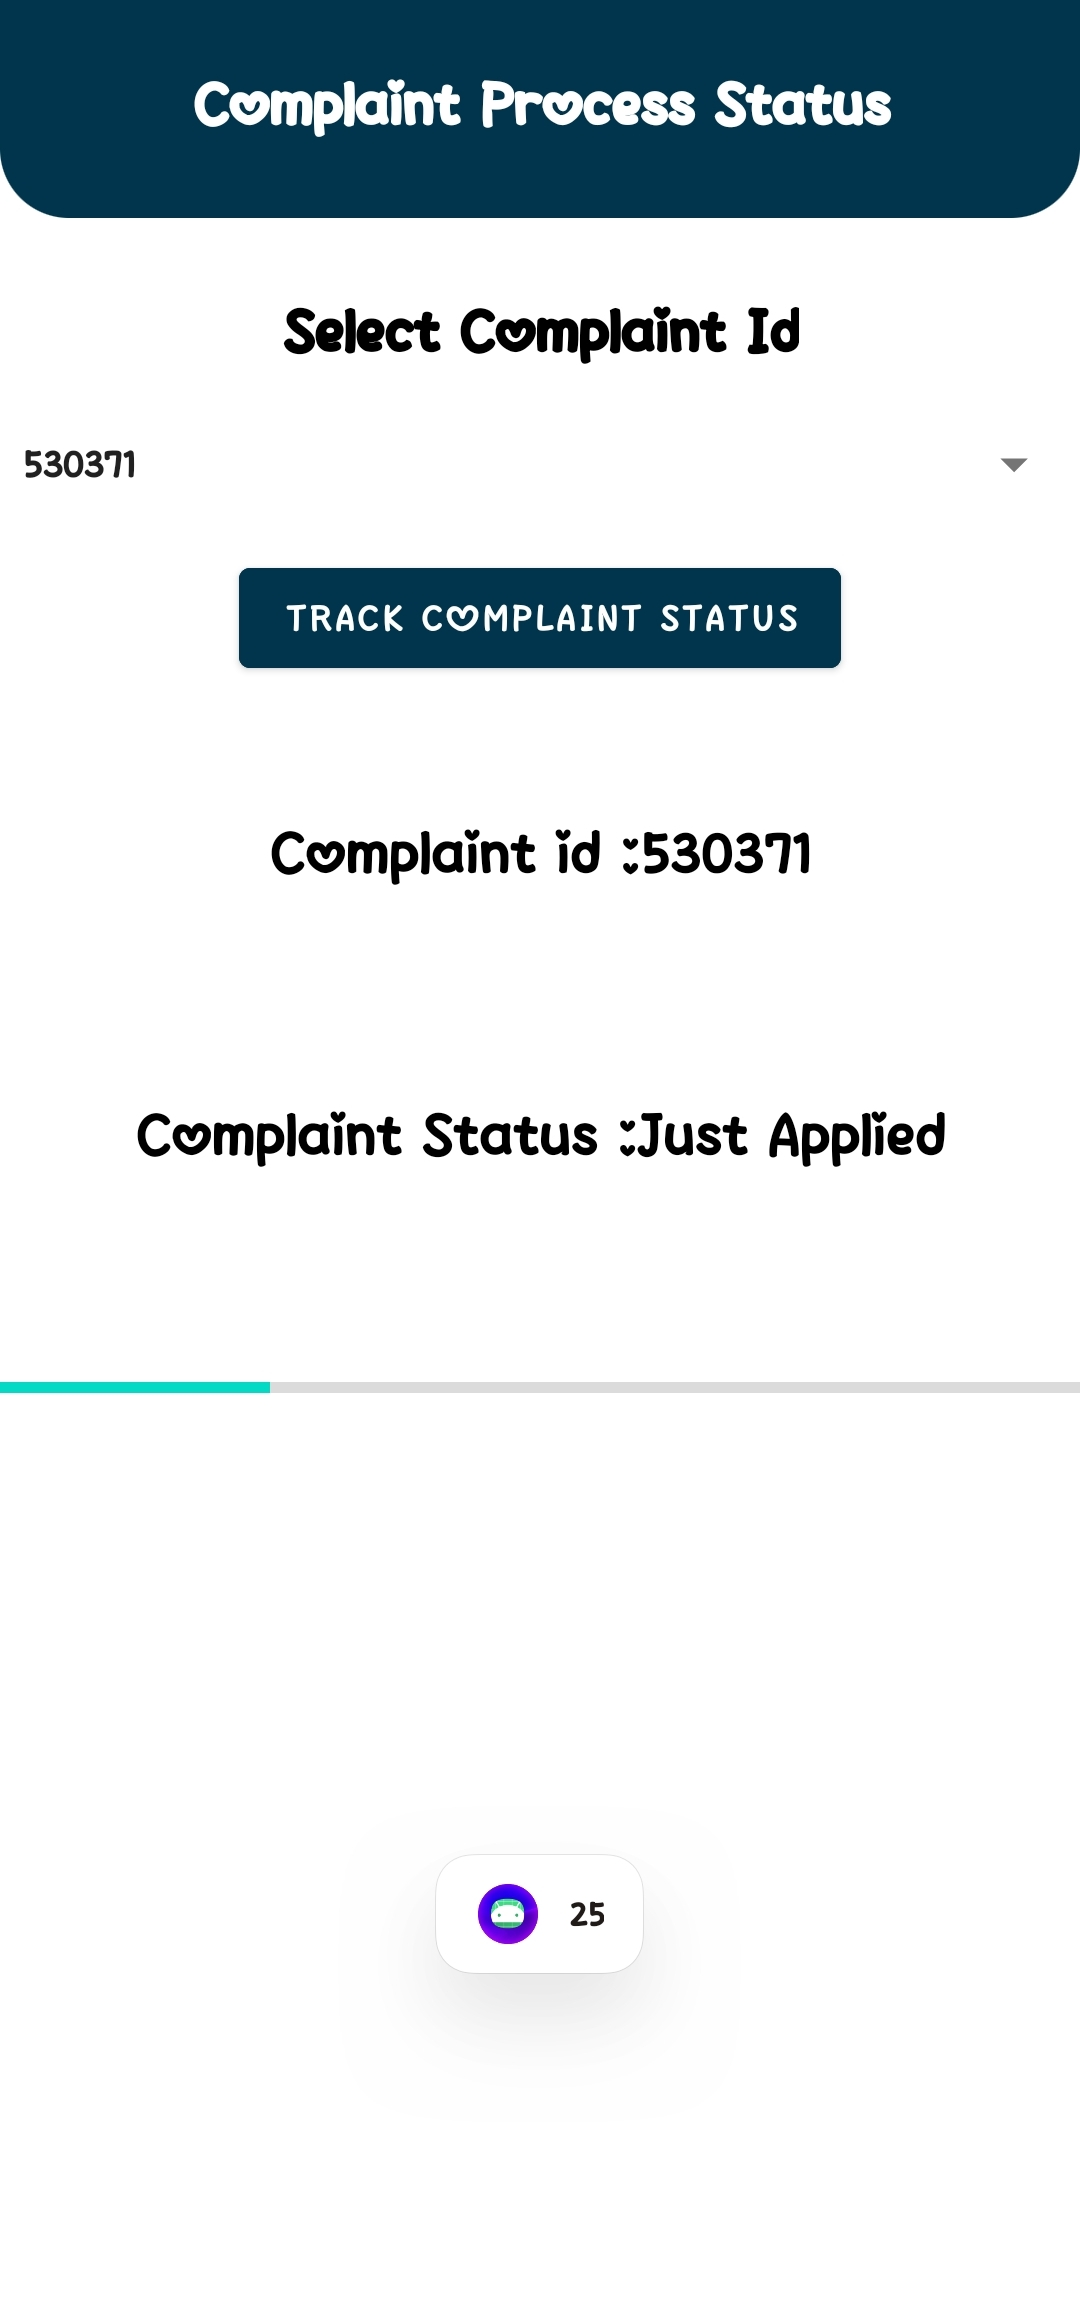 Complaint Process Status
Select Complaint Id
530371
TRACK COMPLAINT STATUS
Complaint id :530371
Complaint Status :Just Applied
25